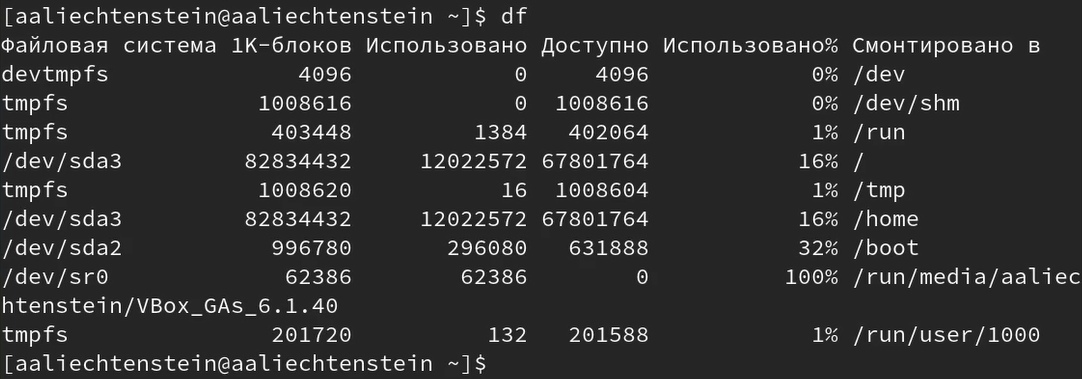 [aaliechtenstein@aaliechtenstein ~]$ df
Файловая система 1K-блоков Использовано Доступно Использовано% Смонтировано в
devtmpfs              4096            0     4096            0% /dev
tmpfs              1008616            0  1008616            0% /dev/shm
tmpfs               403448         1384   402064            1% /run
/dev/sda3         82834432     12022572 67801764           16% /
tmpfs              1008620           16  1008604            1% /tmp
/dev/sda3         82834432     12022572 67801764           16% /home
/dev/sda2           996780       296080   631888           32% /boot
/dev/sr0             62386        62386        0          100% /run/media/aaliec
htenstein/VBox_GAs_6.1.40
tmpfs               201720          132   201588            1% /run/user/1000
[aaliechtenstein@aaliechtenstein ~]$